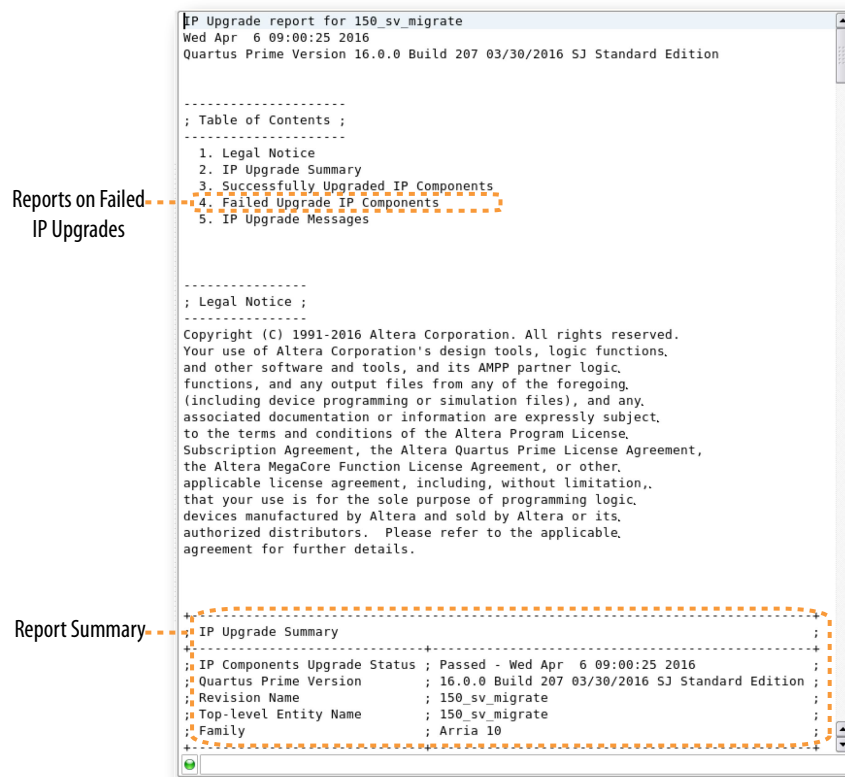 IP Upgrade report for 150_sv_migrate
Wed Apr  6 09:00:25 2016
Quartus Prime Version 16.0.0 Build 207 03/30/2016 SJ Standard Edition
---------------------
; Table of Contents ;
---------------------
  1. Legal Notice
  2. IP Upgrade Summary
  3. Successfully Upgraded IP Components
  4. Failed Upgrade IP Components
  5. IP Upgrade Messages
Reports on Failed
IP Upgrades
----------------
; Legal Notice ;
----------------
Copyright (C) 1991-2016 Altera Corporation. All rights reserved.
Your use of Altera Corporation's design tools, logic functions
and other software and tools, and its AMPP partner logic
functions, and any output files from any of the foregoing
(including device programming or simulation files), and any
associated documentation or information are expressly subject
to the terms and conditions of the Altera Program License
Subscription Agreement, the Altera Quartus Prime License Agreement,
the Altera MegaCore Function License Agreement, or other
applicable license agreement, including, without limitation,
that your use is for the sole purpose of programming logic
devices manufactured by Altera and sold by Altera or its
authorized distributors.  Please refer to the applicable
agreement for further details.
Report Summary
; IP Upgrade Summary ;
; IP Components Upgrade Status ; Passed - Wed Apr  6 09:00:25 2016 ;
; Quartus Prime Version ; 16.0.0 Build 207 03/30/2016 SJ Standard Edition ;
; Revision Name ; 150_sv_migrate ;
; Top-level Entity Name ; 150_sv_migrate ;
; Family ; Arria 10 ;